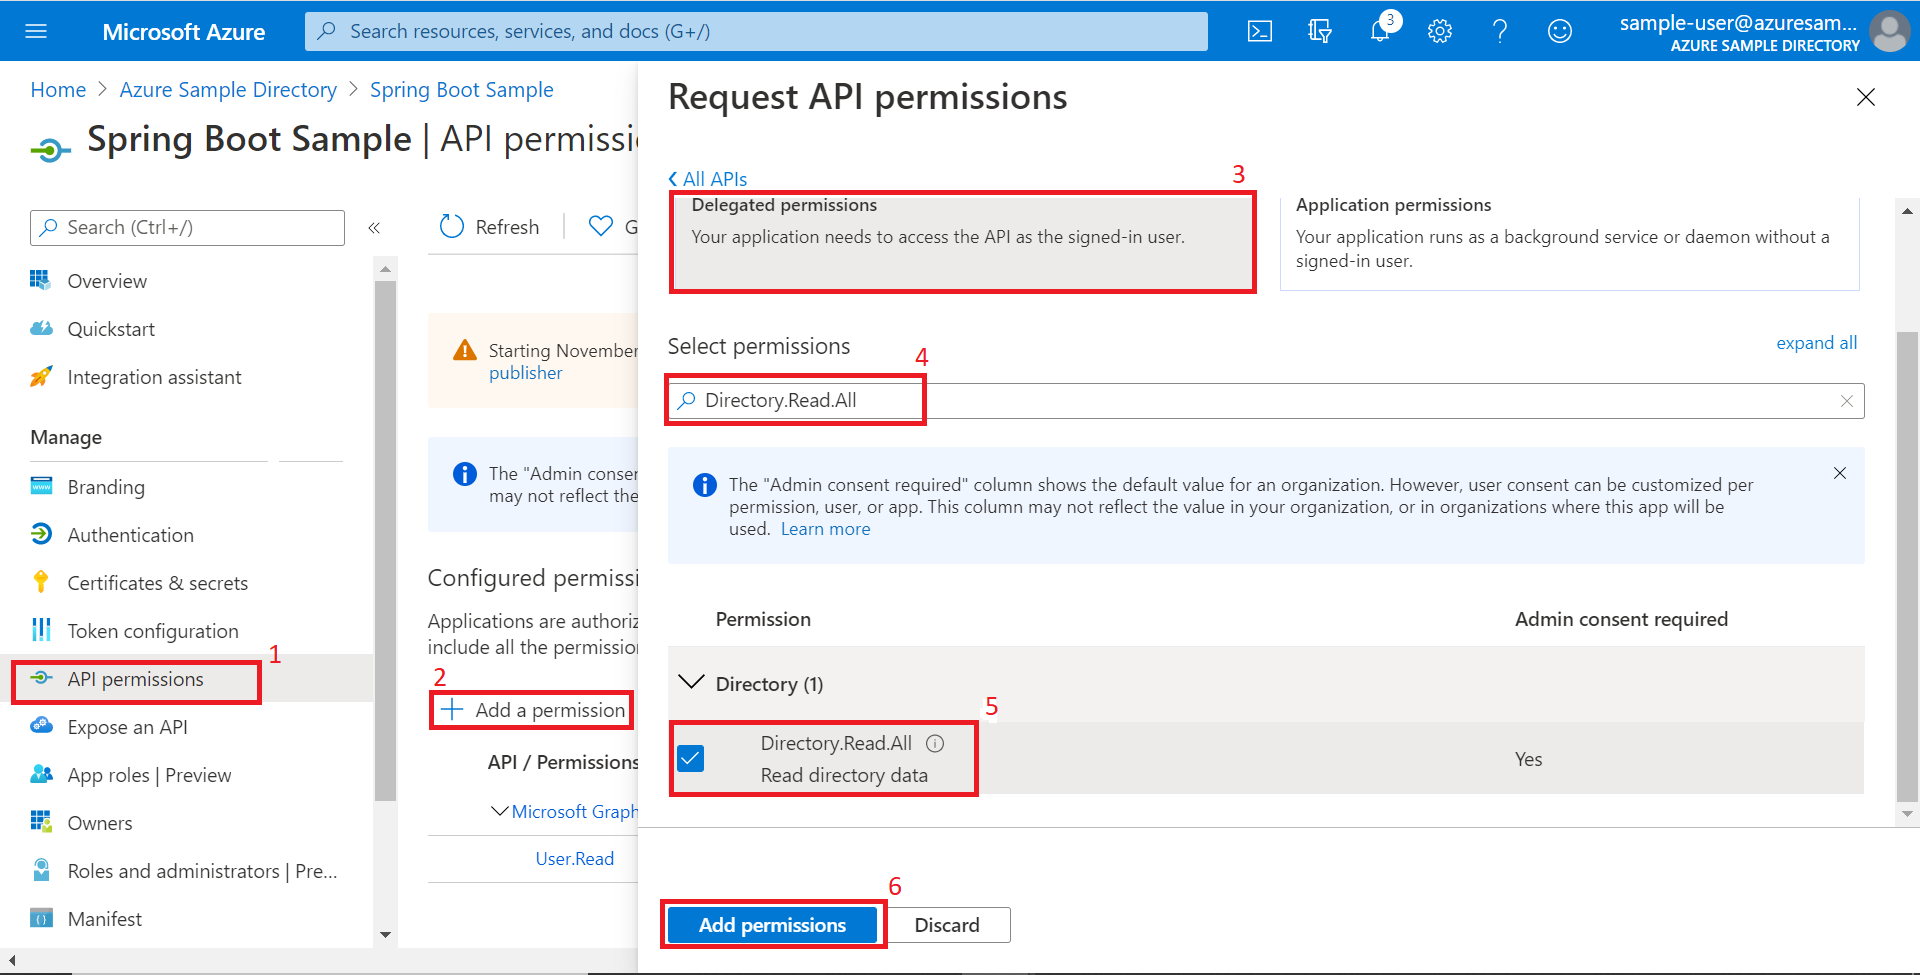 Microsoft Azure
Search resources, services, and docs (G+/)
3
sample-user@azuresam...
AZURE SAMPLE DIRECTORY
Home > Azure Sample Directory > Spring Boot Sample
Spring Boot Sample | API permissi
Search (Ctrl+/)
«
Overview
Quickstart
Integration assistant
Manage
Branding
Authentication
Certificates & secrets
Token configuration
API permissions
1
Expose an API
App roles | Preview
Owners
Roles and administrators | Pre...
Manifest
Refresh
G
Starting November
publisher
The "Admin consen
may not reflect the
Configured permissi
Applications are authoriz
include all the permission
2
Add a permission
API / Permissions
Microsoft Graph
User.Read
Request API permissions
All APIs
3
Delegated permissions
Your application needs to access the API as the signed-in user.
Application permissions
Your application runs as a background service or daemon without a
signed-in user.
Select permissions
expand all
4
Directory.Read.All
The "Admin consent required" column shows the default value for an organization. However, user consent can be customized per
permission, user, or app. This column may not reflect the value in your organization, or in organizations where this app will be
used. Learn more
Permission
Admin consent required
Directory (1)
5
Directory.Read.All
Read directory data
Yes
6
Add permissions
Discard